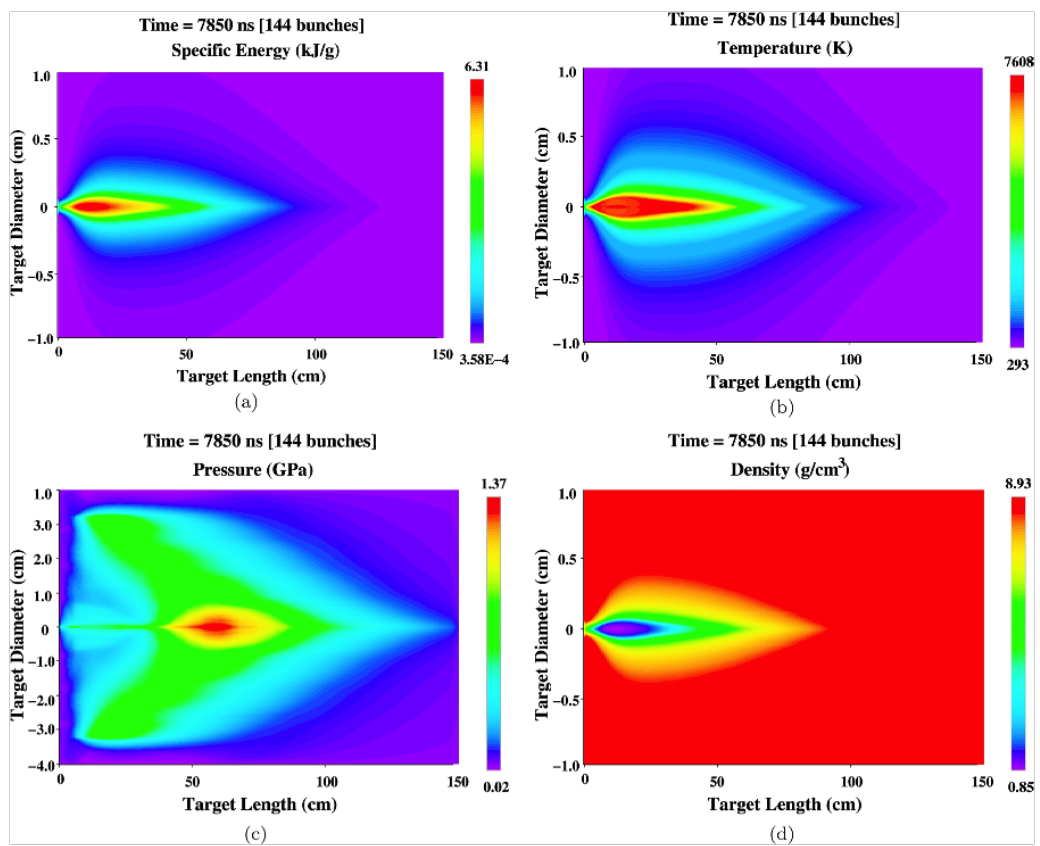 Time = 7850 ns [144 bunches]
Specific Energy (kJ/g)
6.31
1.0
0.5
0
−0.5
−1.0
Target Diameter (cm)
0
50
100
150
3.58E−4
Target Length (cm)
(a)
Time = 7850 ns [144 bunches]
Temperature (K)
7608
1.0
0.5
0
−0.5
−1.0
Target Diameter (cm)
0
50
100
150
293
Target Length (cm)
(b)
Time = 7850 ns [144 bunches]
Pressure (GPa)
1.37
1.0
3.0
2.0
1.0
0
−1.0
−2.0
−3.0
−4.0
Target Diameter (cm)
0
50
100
150
0.02
Target Length (cm)
(c)
Time = 7850 ns [144 bunches]
Density (g/cm³)
8.93
1.0
0.5
0
−0.5
−1.0
Target Diameter (cm)
0
50
100
150
0.85
Target Length (cm)
(d)